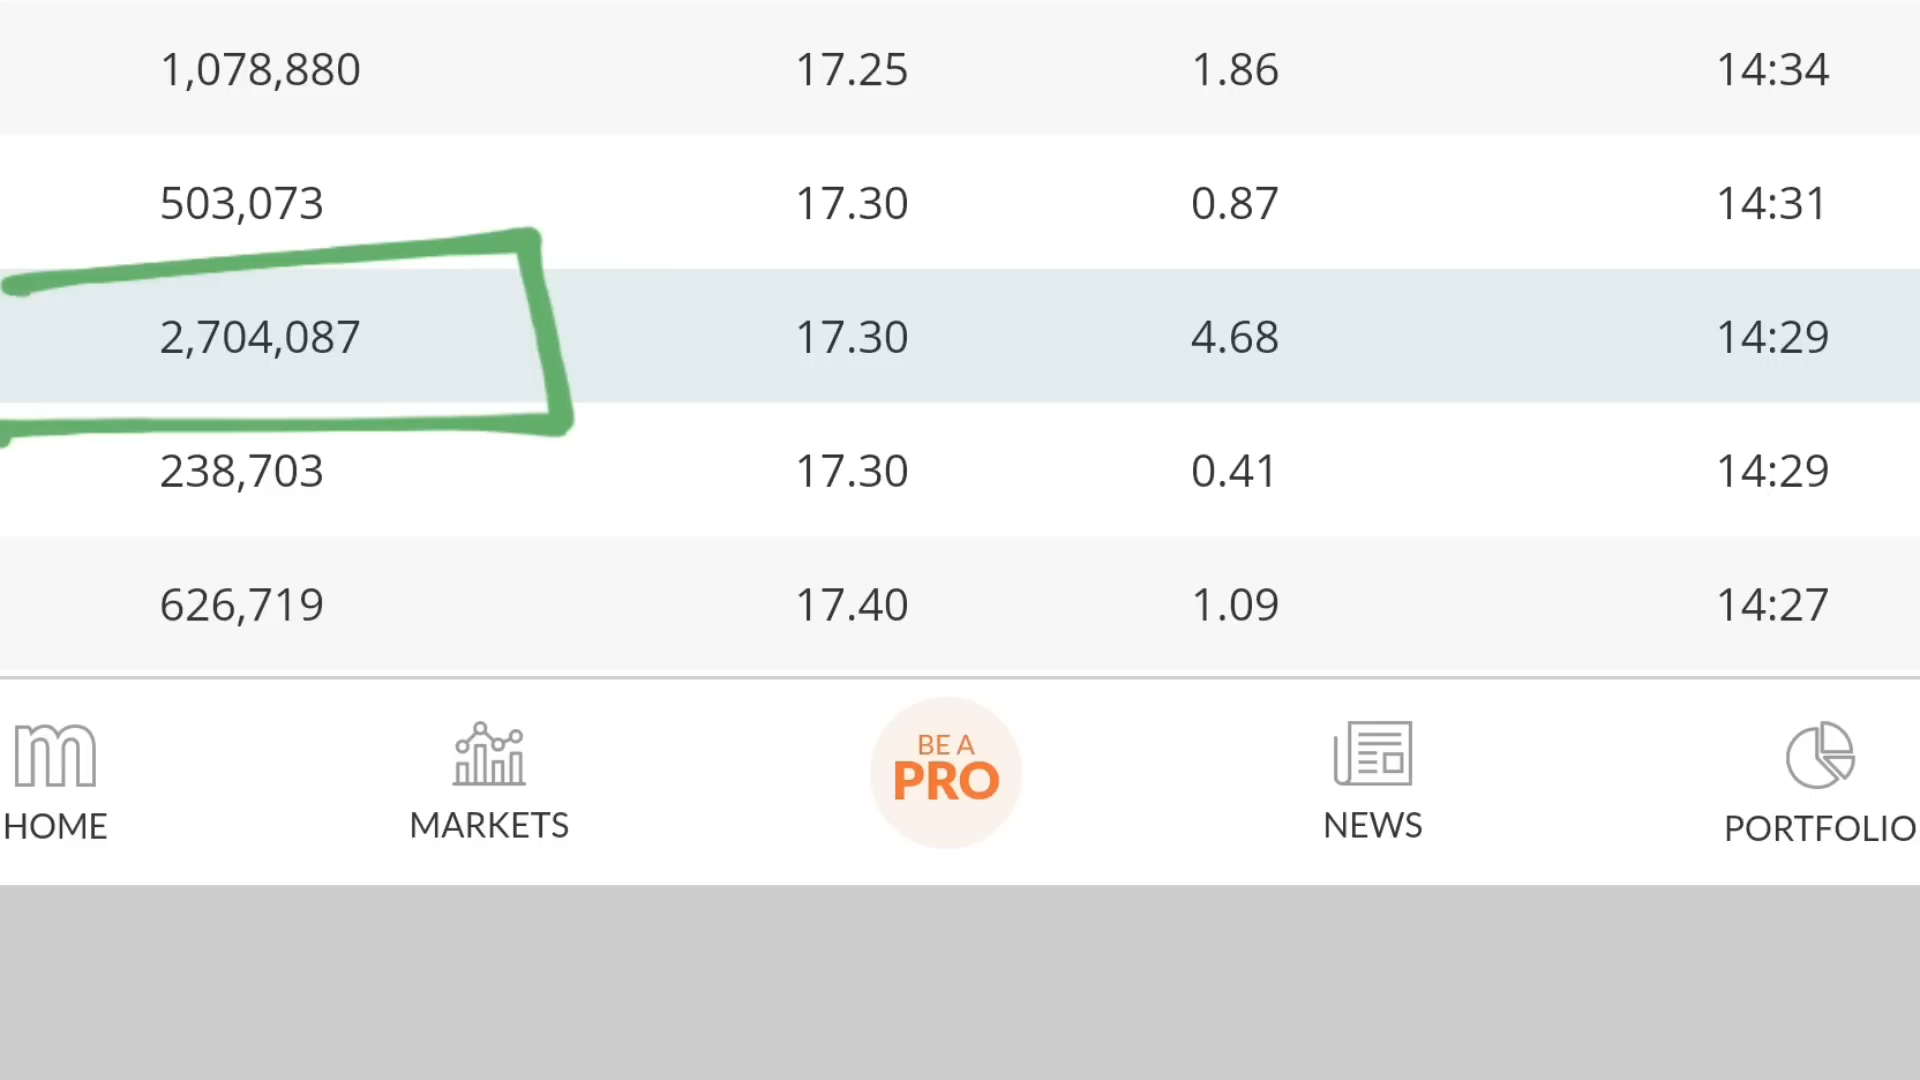 1,078,880 17.25 1.86 14:34
503,073 17.30 0.87 14:31
2,704,087 17.30 4.68 14:29
238,703 17.30 0.41 14:29
626,719 17.40 1.09 14:27
m BE A
PRO
HOME MARKETS NEWS PORTFOLIO